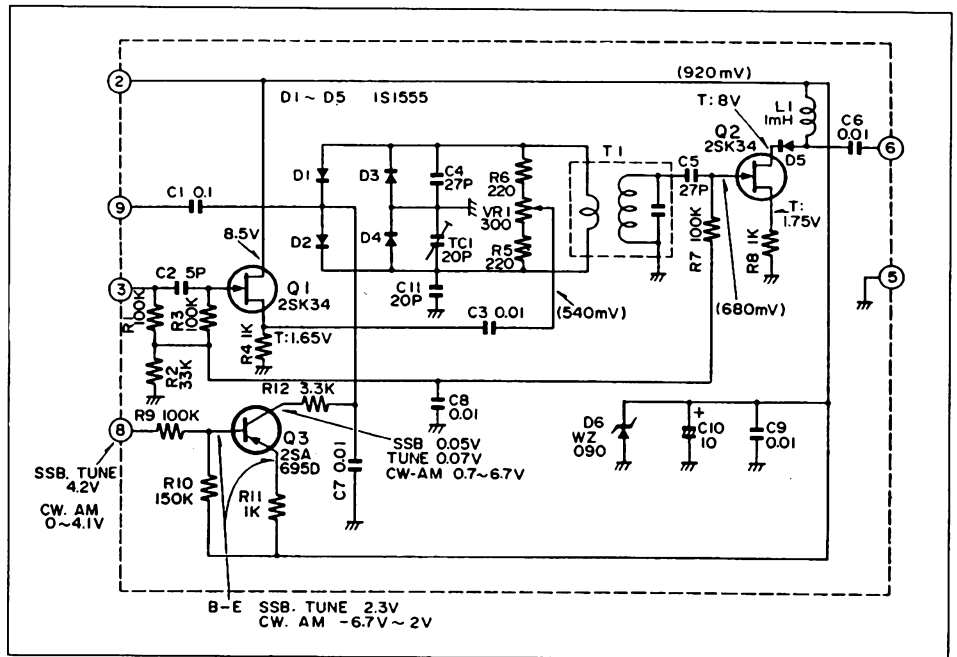 (920mV)
2
D1~D5 1S1555
T:8V
L1
1mH
C6
0.01
Q2
2SK34
D5
6
T1
C5
27P
D1
D3
C4
27P
R6
220
C1 0.1
9
VR1
300
T:
1.75V
D2
D4
TC1
20P
R5
220
R7 100K
R8 1K
8.5V
C2 5P
3
Q1
2SK34
C11
20P
5
C3 0.01
(540mV)
(680mV)
R1 100K
R3 100K
R4 1K
T:1.65V
R2 33K
R12 3.3K
C8
0.01
R9 100K
8
Q3
2SA
695D
SSB 0.05V
TUNE 0.07V
CW-AM 0.7~6.7V
D6
WZ
090
+
C10
10
C9
0.01
SSB. TUNE
4.2V
CW. AM
0~4.1V
R10
150K
R11
1K
C7 0.01
B-E SSB. TUNE 2.3V
CW. AM -6.7V~2V